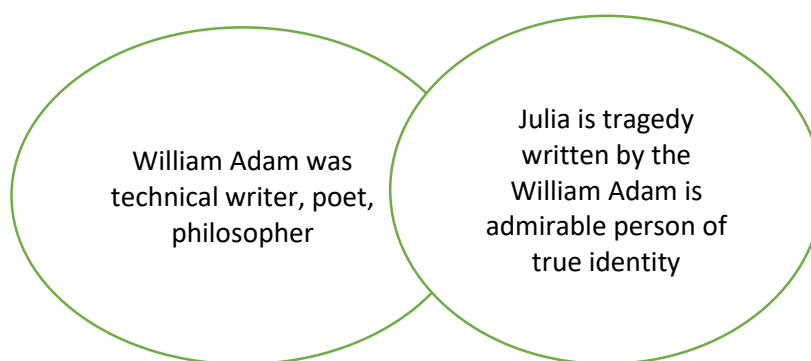 William Adam was
technical writer, poet,
philosopher
Julia is tragedy
written by the
William Adam is
admirable person of
true identity